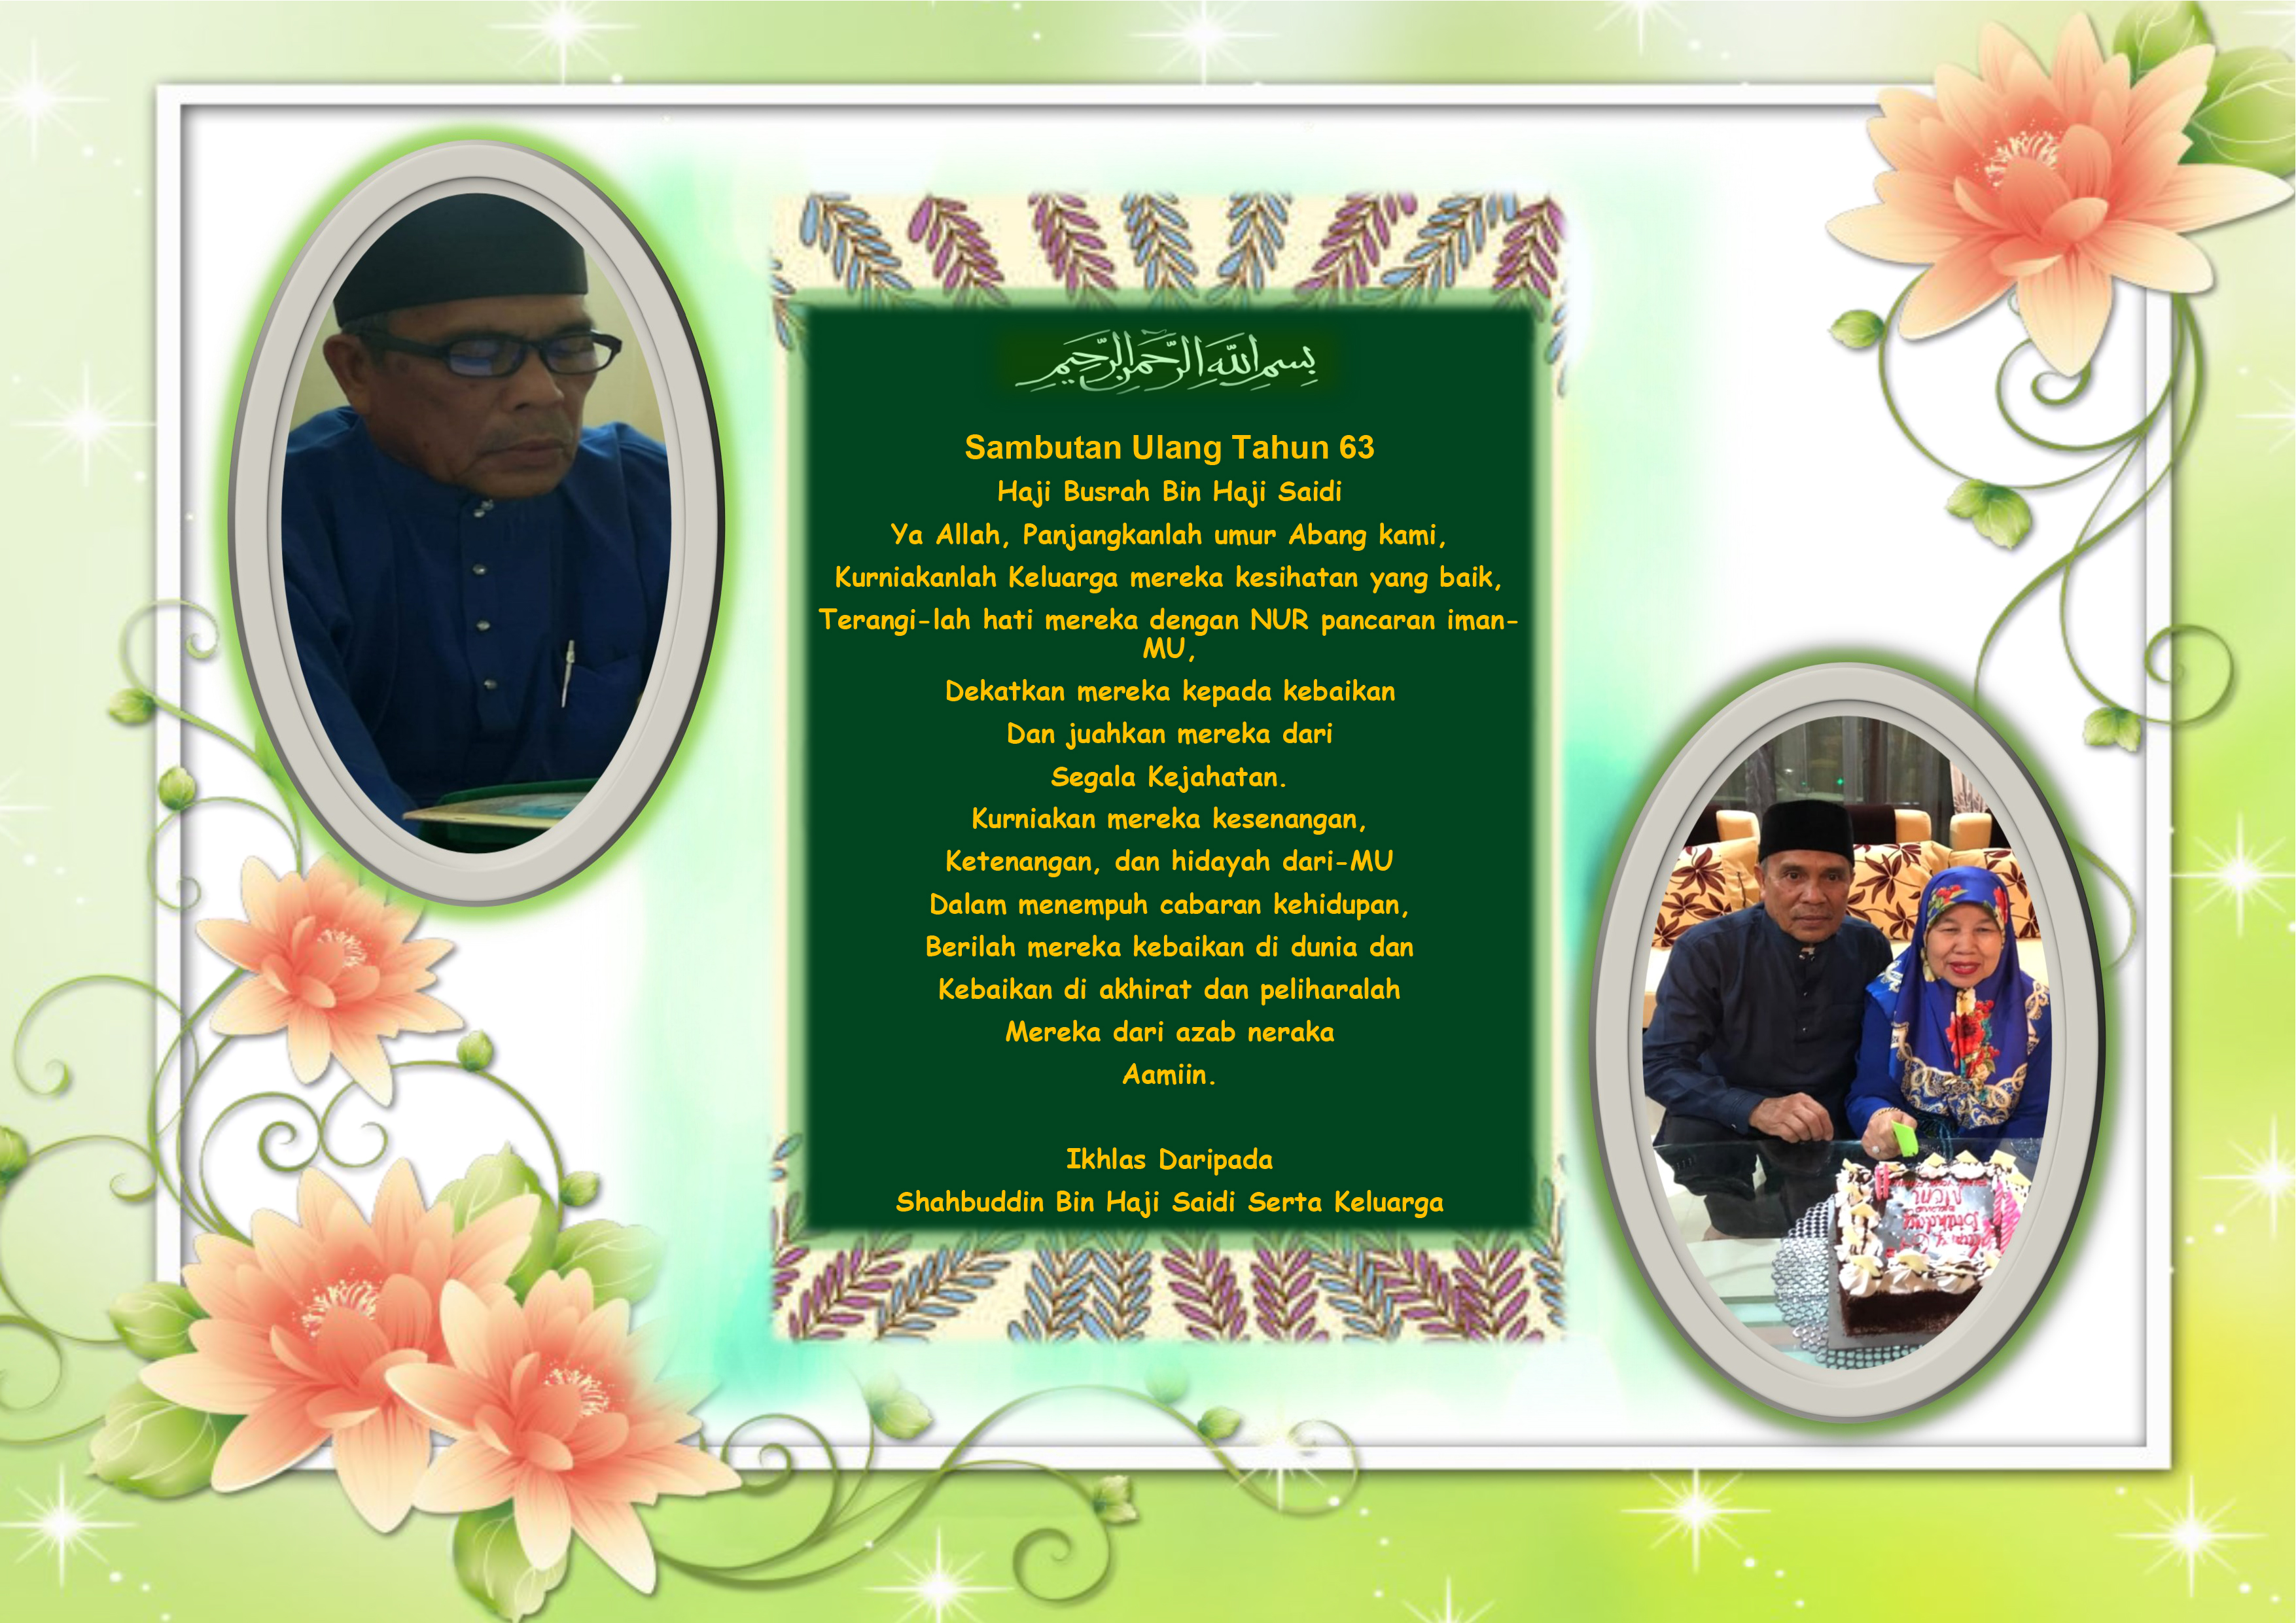 بِسْمِ اللَّهِ الرَّحْمَٰنِ الرَّحِيمِ
Sambutan Ulang Tahun 63
Haji Busrah Bin Haji Saidi
Ya Allah, Panjangkanlah umur Abang kami,
Kurniakanlah Keluarga mereka kesihatan yang baik,
Terangi-lah hati mereka dengan NUR pancaran iman-
MU,
Dekatkan mereka kepada kebaikan
Dan juahkan mereka dari
Segala Kejahatan.
Kurniakan mereka kesenangan,
Ketenangan, dan hidayah dari-MU
Dalam menempuh cabaran kehidupan,
Berilah mereka kebaikan di dunia dan
Kebaikan di akhirat dan peliharalah
Mereka dari azab neraka
Aamiin.
Ikhlas Daripada
Shahbuddin Bin Haji Saidi Serta Keluarga